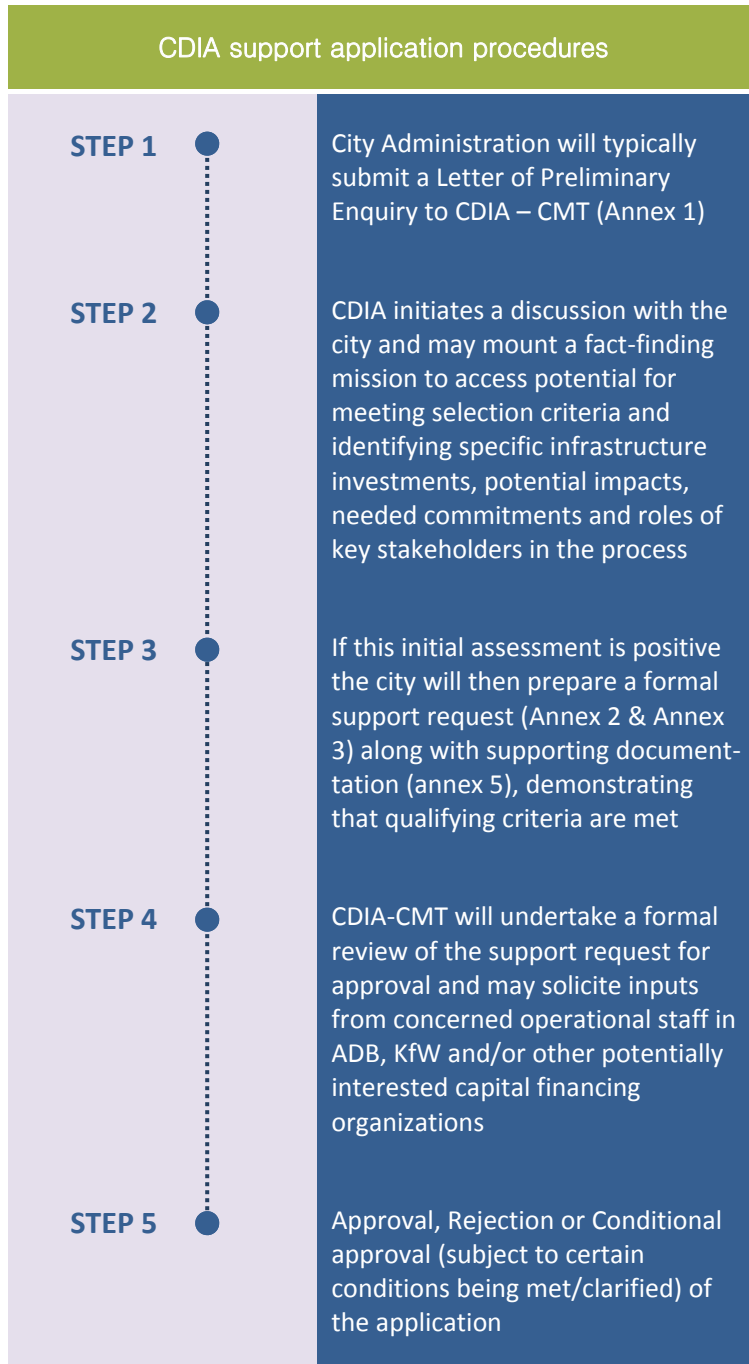 CDIA support application procedures
STEP 1
City Administration will typically
submit a Letter of Preliminary
Enquiry to CDIA – CMT (Annex 1)
STEP 2
CDIA initiates a discussion with the
city and may mount a fact-finding
mission to access potential for
meeting selection criteria and
identifying specific infrastructure
investments, potential impacts,
needed commitments and roles of
key stakeholders in the process
STEP 3
If this initial assessment is positive
the city will then prepare a formal
support request (Annex 2 & Annex
3) along with supporting document-
tation (annex 5), demonstrating
that qualifying criteria are met
STEP 4
CDIA-CMT will undertake a formal
review of the support request for
approval and may solicite inputs
from concerned operational staff in
ADB, KfW and/or other potentially
interested capital financing
organizations
STEP 5
Approval, Rejection or Conditional
approval (subject to certain
conditions being met/clarified) of
the application